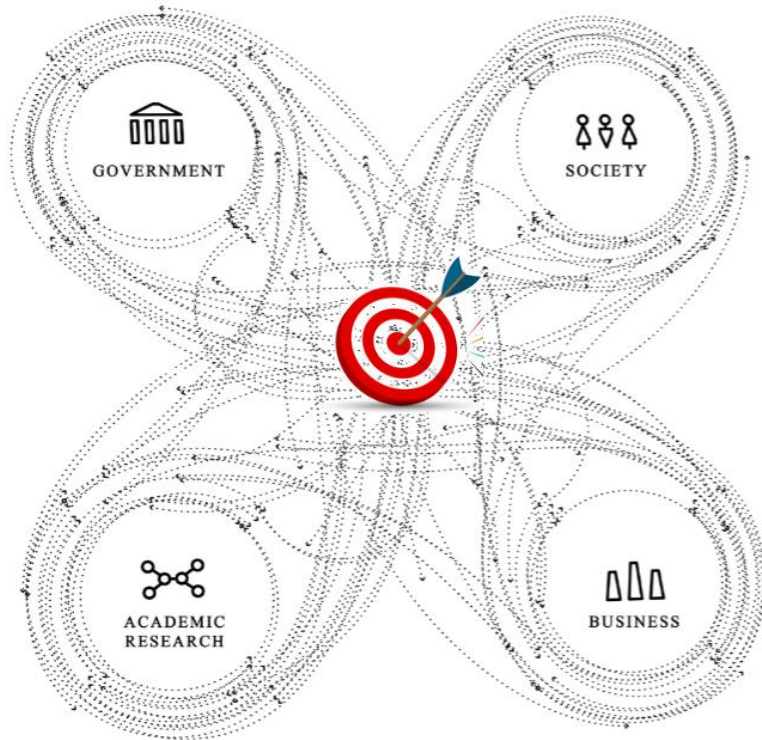 GOVERNMENT
SOCIETY
ACADEMIC
RESEARCH
BUSINESS